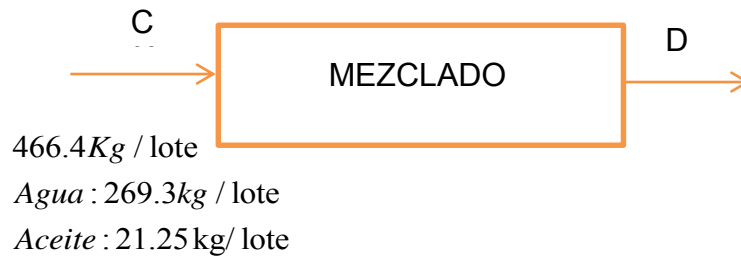 C
D
MEZCLADO
466.4Kg / lote
Agua : 269.3kg / lote
Aceite : 21.25 kg/ lote